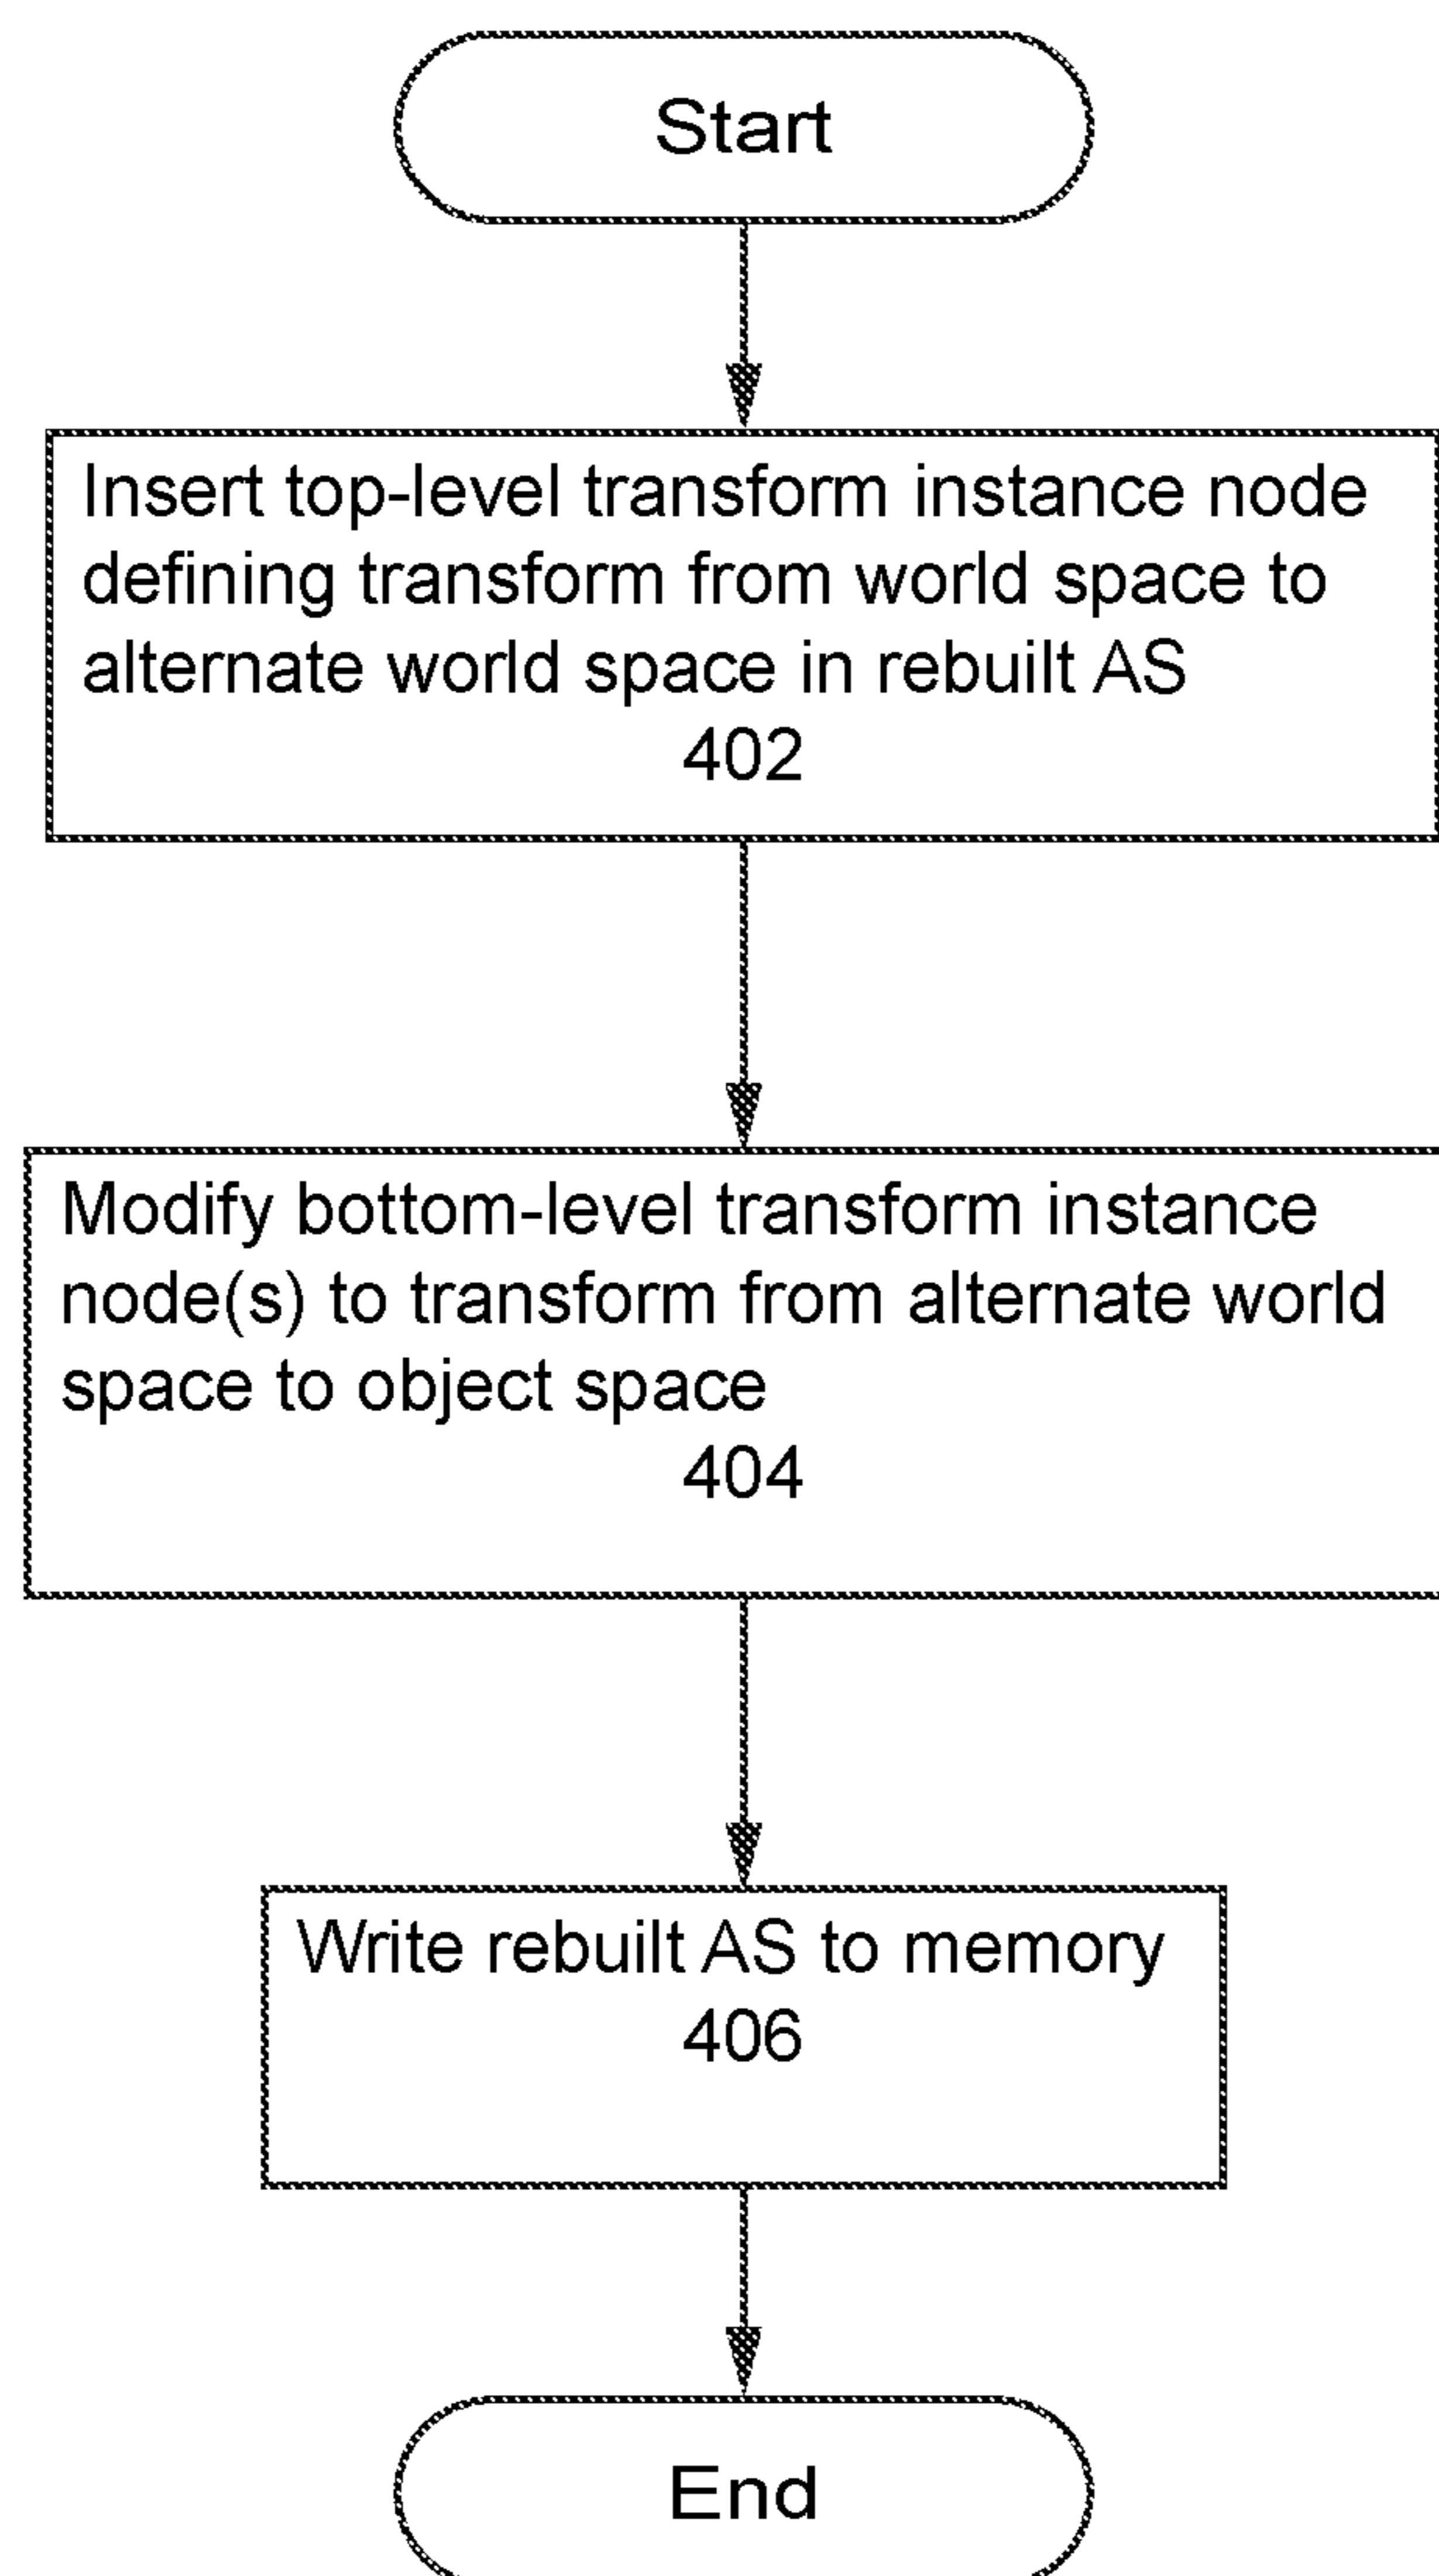 Start
Insert top-level transform instance node
defining transform from world space to
alternate world space in rebuilt AS
402
Modify bottom-level transform instance
node(s) to transform from alternate world
space to object space
404
Write rebuilt AS to memory
406
End